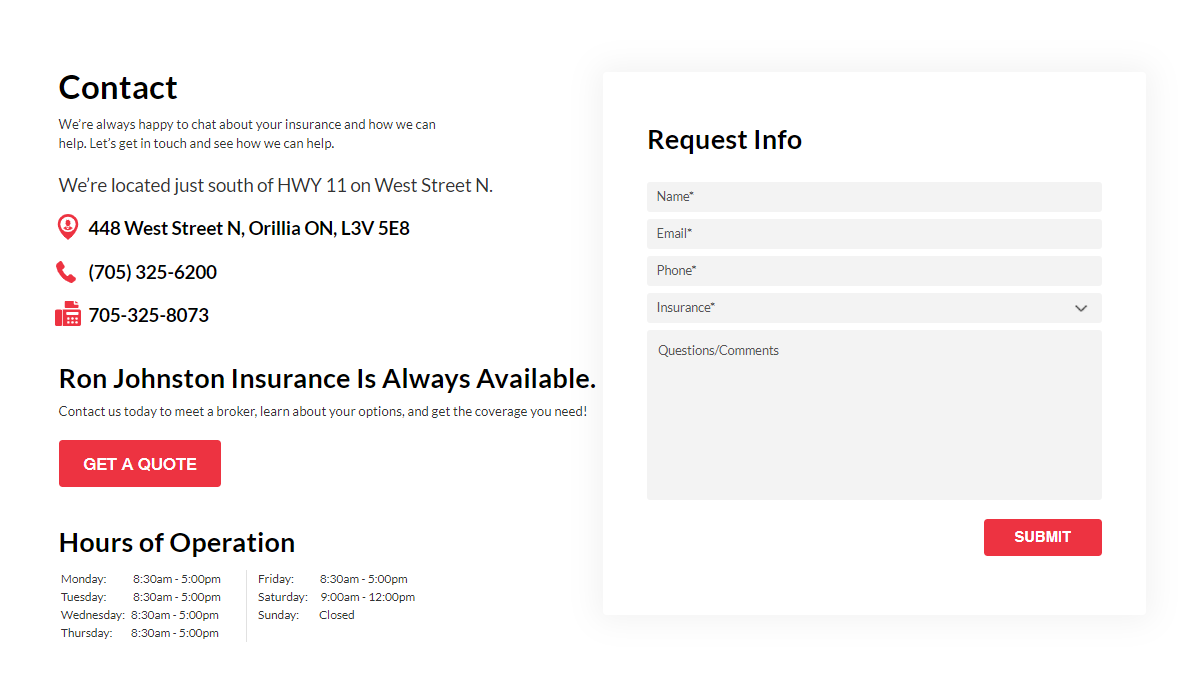 Contact
We're always happy to chat about your insurance and how we can
help. Let's get in touch and see how we can help.
We're located just south of HWY 11 on West Street N.
448 West Street N, Orillia ON, L3V 5E8
(705) 325-6200
705-325-8073
Ron Johnston Insurance Is Always Available.
Contact us today to meet a broker, learn about your options, and get the coverage you need!
GET A QUOTE
Hours of Operation
Monday: 8:30am - 5:00pm
Tuesday: 8:30am - 5:00pm
Wednesday: 8:30am - 5:00pm
Thursday: 8:30am - 5:00pm
Friday: 8:30am - 5:00pm
Saturday: 9:00am - 12:00pm
Sunday: Closed
Request Info
Name*
Email*
Phone*
Insurance*
Questions/Comments
SUBMIT